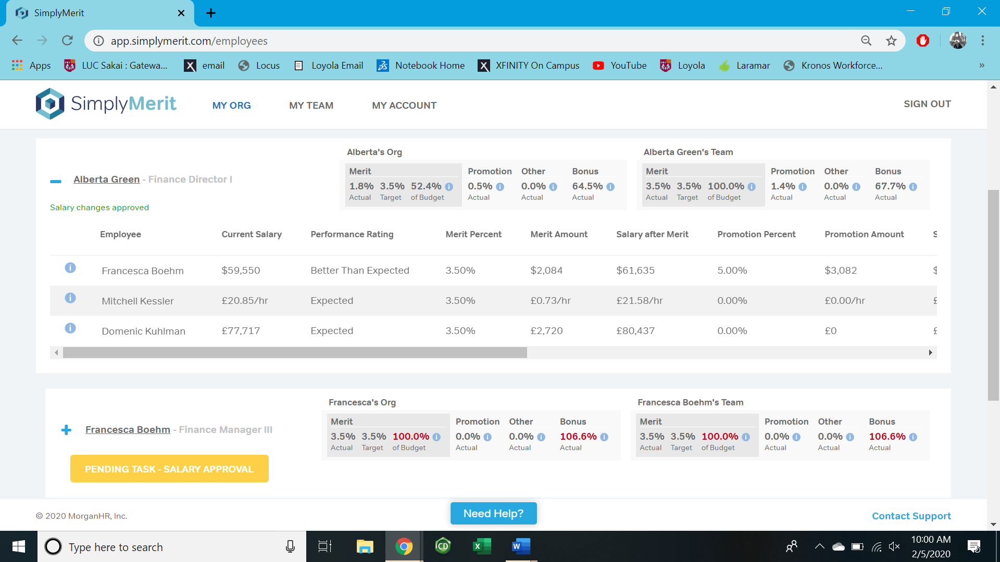 SimplyMerit
app.simplymerit.com/employees
Apps LUC Sakai : Gatewa... email Locus Loyola Email Notebook Home XFINITY On Campus YouTube Loyola Laramar Kronos Workforce... »
SimplyMerit MY ORG MY TEAM MY ACCOUNT SIGN OUT
Alberta's Org Alberta Green's Team
Merit Promotion Other Bonus Merit Promotion Other Bonus
Alberta Green - Finance Director I
1.8% 3.5% 52.4% 0.5% 0.0% 64.5% 3.5% 3.5% 100.0% 1.4% 0.0% 67.7%
Actual Target of Budget Actual Actual Actual Actual Target of Budget Actual Actual Actual
Salary changes approved
Employee Current Salary Performance Rating Merit Percent Merit Amount Salary after Merit Promotion Percent Promotion Amount S
Francesca Boehm $59,550 Better Than Expected 3.50% $2,084 $61,635 5.00% $3,082 $
Mitchell Kessler £20.85/hr Expected 3.50% £0.73/hr £21.58/hr 0.00% £0.00/hr £
Domenic Kuhlman £77,717 Expected 3.50% £2,720 £80,437 0.00% £0 £
Francesca's Org Francesca Boehm's Team
Merit Promotion Other Bonus Merit Promotion Other Bonus
Francesca Boehm - Finance Manager III
3.5% 3.5% 100.0% 0.0% 0.0% 106.6% 3.5% 3.5% 100.0% 0.0% 0.0% 106.6%
Actual Target of Budget Actual Actual Actual Actual Target of Budget Actual Actual Actual
PENDING TASK - SALARY APPROVAL
© 2020 MorganHR, Inc. Need Help? Contact Support
Type here to search
10:00 AM
2/5/2020